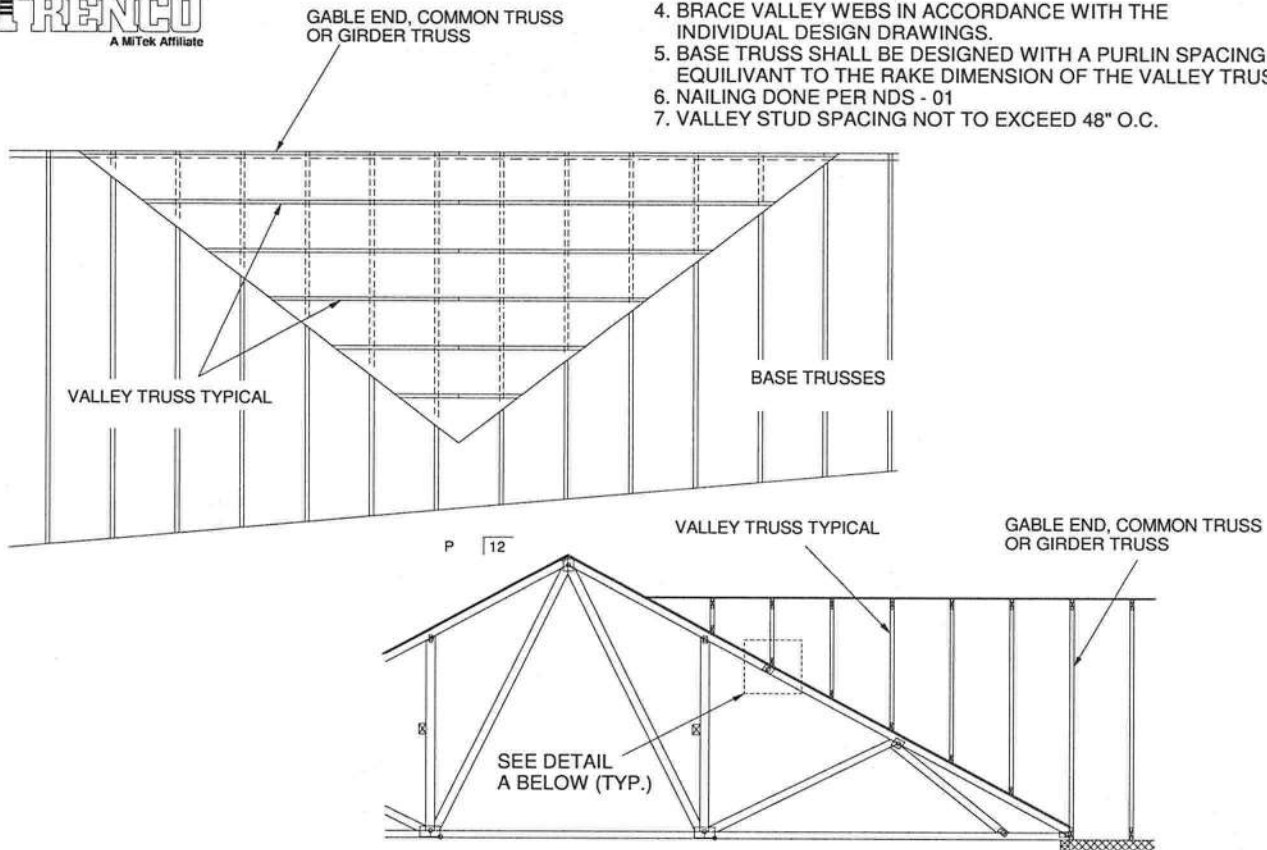 TRENCO
A MiTek Affiliate
GABLE END, COMMON TRUSS
OR GIRDER TRUSS
4. BRACE VALLEY WEBS IN ACCORDANCE WITH THE
INDIVIDUAL DESIGN DRAWINGS.
5. BASE TRUSS SHALL BE DESIGNED WITH A PURLIN SPACING
EQUILIVANT TO THE RAKE DIMENSION OF THE VALLEY TRUS
6. NAILING DONE PER NDS - 01
7. VALLEY STUD SPACING NOT TO EXCEED 48" O.C.
VALLEY TRUSS TYPICAL
BASE TRUSSES
P 12
VALLEY TRUSS TYPICAL
GABLE END, COMMON TRUSS
OR GIRDER TRUSS
SEE DETAIL
A BELOW (TYP.)